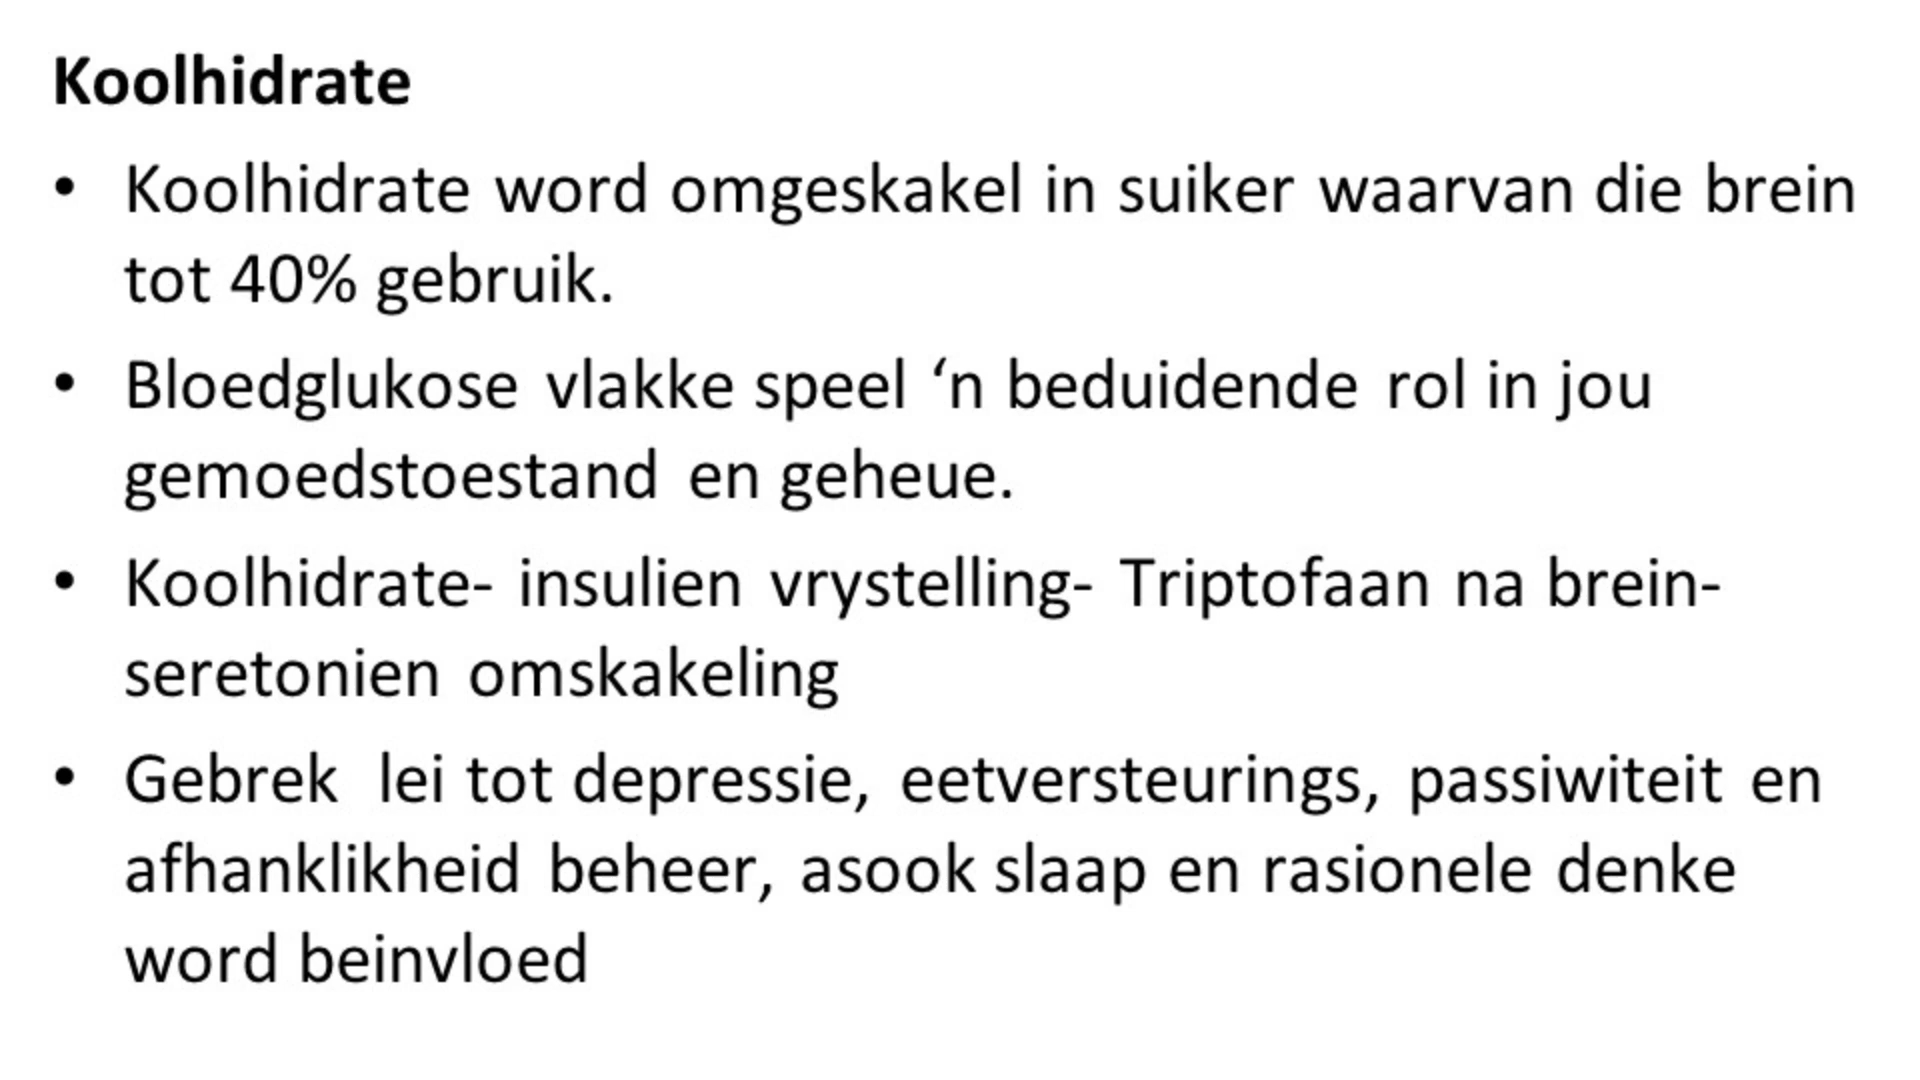 Koolhidrate
• Koolhidrate word omgeskakel in suiker waarvan die brein
tot 40% gebruik.
• Bloedglukose vlakke speel ‘n beduidende rol in jou
gemoedstoestand en geheue.
• Koolhidrate- insulien vrystelling- Triptofaan na brein-
seretonien omskakeling
• Gebrek lei tot depressie, eetversteurings, passiwiteit en
afhanklikheid beheer, asook slaap en rasionele denke
word beinvloed